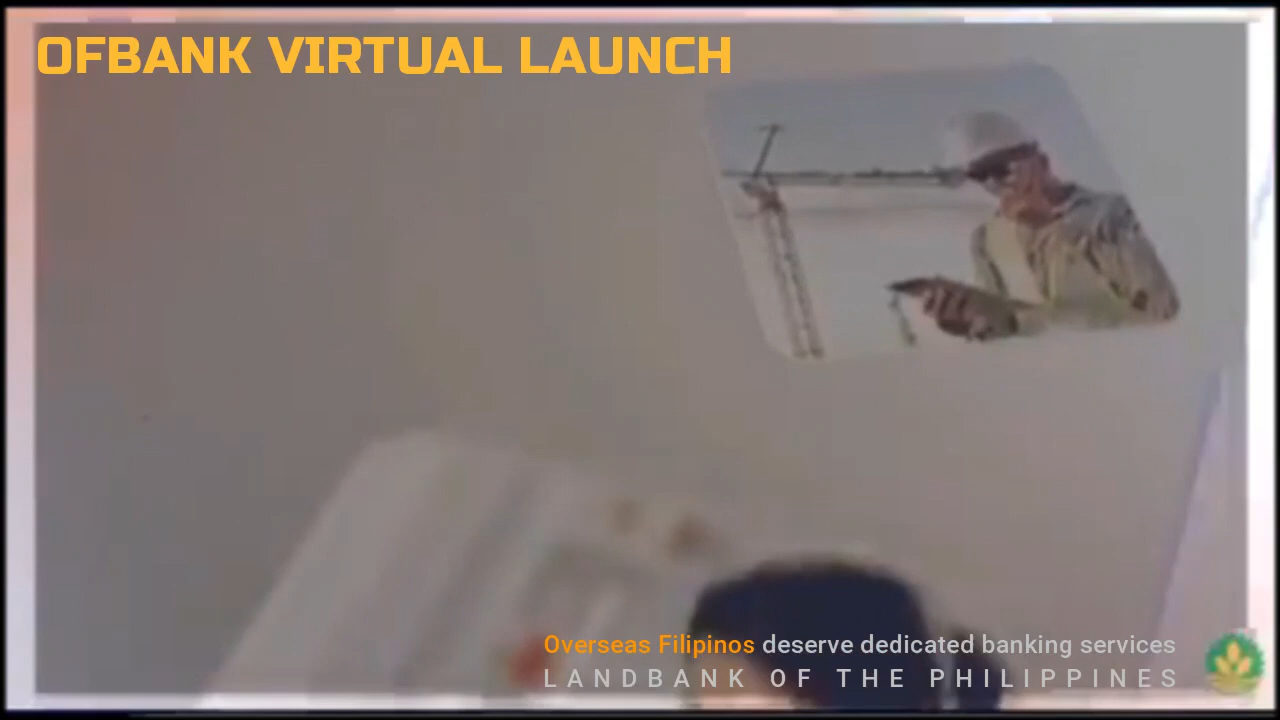 OFBANK VIRTUAL LAUNCH
Overseas Filipinos deserve dedicated banking services
LANDBANK OF THE PHILIPPINES